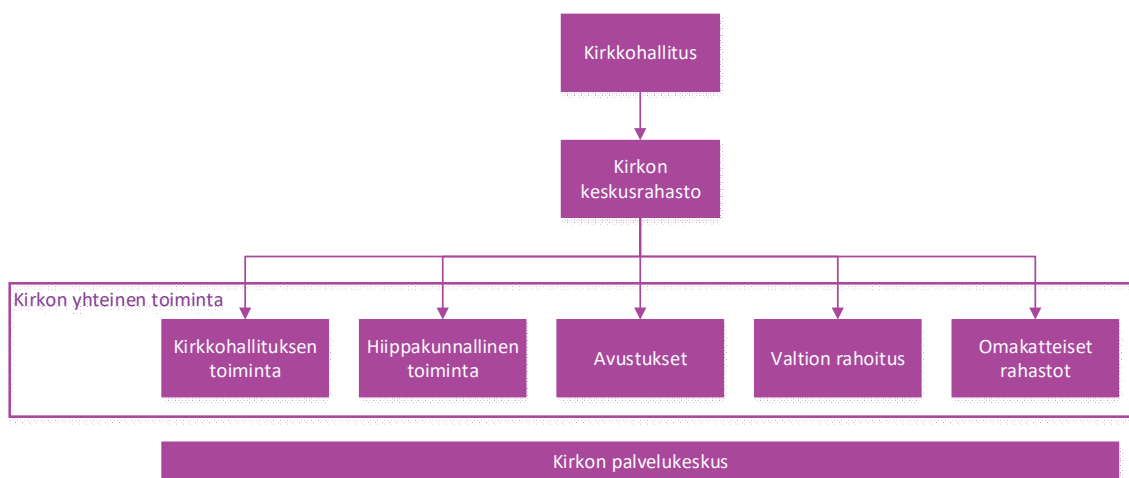 Kirkkohallitus
Kirkon
keskusrahasto
Kirkon yhteinen toiminta
Kirkkohallituksen
toiminta
Hiippakunnallinen
toiminta
Avustukset
Valtion rahoitus
Omakatteiset
rahastot
Kirkon palvelukeskus